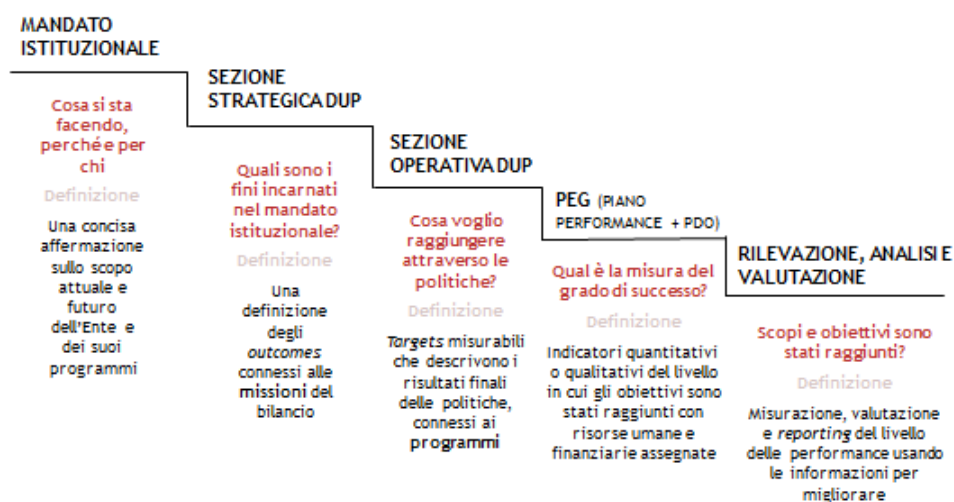 MANDATO
ISTITUZIONALE
Cosa si sta
facendo,
perché e per
chi
Definizione
Una concisa
affermazione
sullo scopo
attuale e
futuro
dell'Ente e
dei suoi
programmi
SEZIONE
STRATEGICA DUP
Quali sono i
fini incarnati
nel mandato
istituzionale?
Definizione
Una
definizione
degli
outcomes
connessi alle
missioni del
bilancio
SEZIONE
OPERATIVA DUP
Cosa voglio
raggiungere
attraverso le
politiche?
Definizione
Targets misurabili
che descrivono i
risultati finali
delle politiche,
connessi ai
programmi
PEG (PIANO
PERFORMANCE + PDO)
Qual è la misura del
grado di successo?
Definizione
Indicatori quantitativi
o qualitativi del livello
in cui gli obiettivi sono
stati raggiunti con
risorse umane e
finanziarie assegnate
RILEVAZIONE, ANALISI E
VALUTAZIONE
Scopi e obiettivi sono
stati raggiunti?
Definizione
Misurazione, valutazione
e reporting del livello
delle performance usando
le informazioni per
migliorare